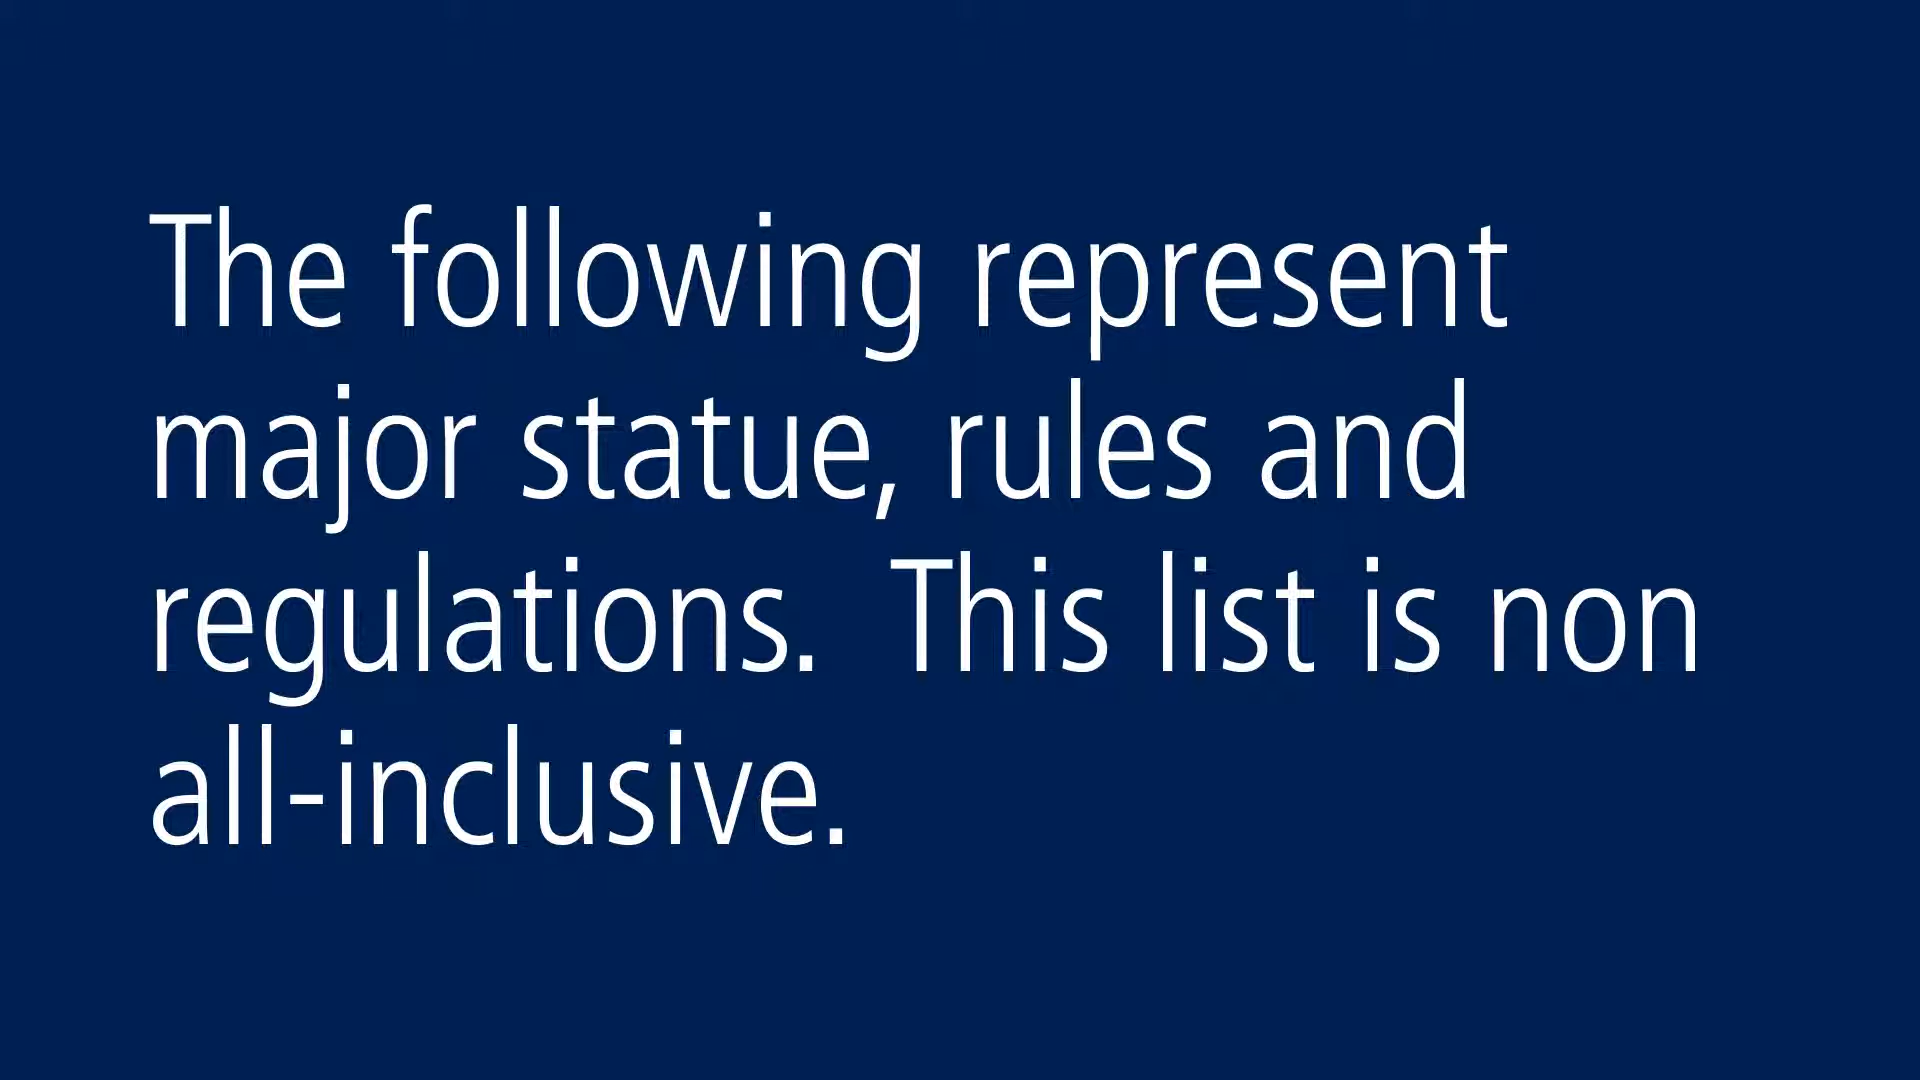 The following represent
major statue, rules and
regulations.  This list is non
all-inclusive.